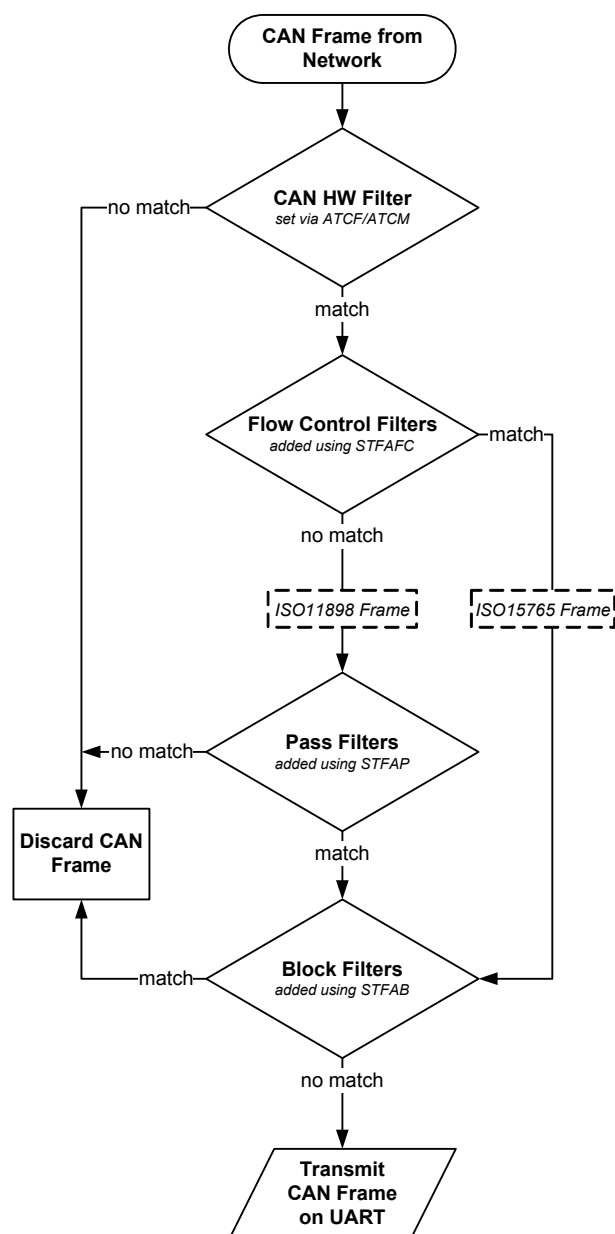 CAN Frame from
Network
CAN HW Filter
set via ATCF/ATCM
no match
match
Flow Control Filters
added using STFAFC
match
no match
ISO11898 Frame
ISO15765 Frame
Pass Filters
added using STFAP
no match
Discard CAN
Frame
match
Block Filters
added using STFAB
match
no match
Transmit
CAN Frame
on UART